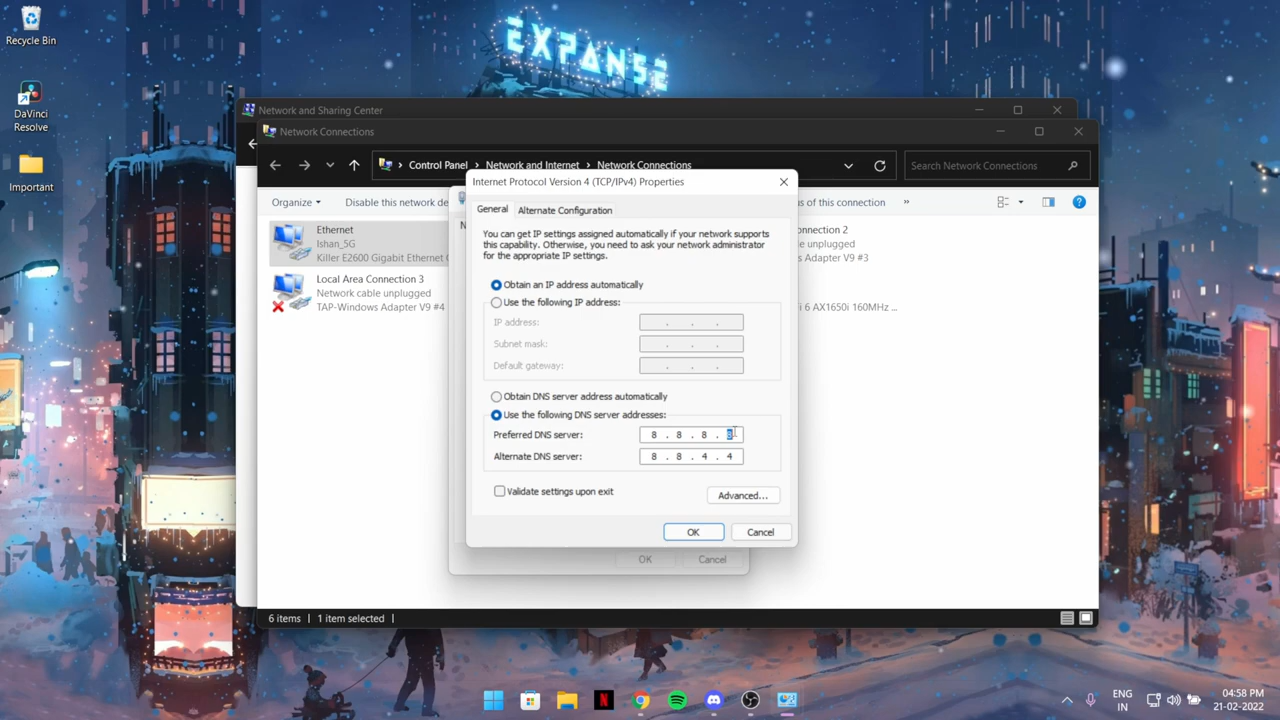 Recycle Bin
DaVinci
Resolve
Important
EXPANSE
Network and Sharing Center
Network Connections
Control Panel
Network and Internet
Network Connections
Search Network Connections
Organize
Disable this network de
s of this connection
»
Ethernet
Ishan_5G
Killer E2600 Gigabit Ethernet
Local Area Connection 3
Network cable unplugged
TAP-Windows Adapter V9 #4
onnection 2
e unplugged
s Adapter V9 #3
i 6 AX1650i 160MHz ...
6 items
1 item selected
Internet Protocol Version 4 (TCP/IPv4) Properties
General
Alternate Configuration
You can get IP settings assigned automatically if your network supports
this capability. Otherwise, you need to ask your network administrator
for the appropriate IP settings.
Obtain an IP address automatically
Use the following IP address:
IP address:
. . .
Subnet mask:
. . .
Default gateway:
. . .
Obtain DNS server address automatically
Use the following DNS server addresses:
Preferred DNS server:
8 . 8 . 8 . 8
Alternate DNS server:
8 . 8 . 4 . 4
Validate settings upon exit
Advanced...
OK
Cancel
OK
Cancel
ENG
IN
04:58 PM
21-02-2022